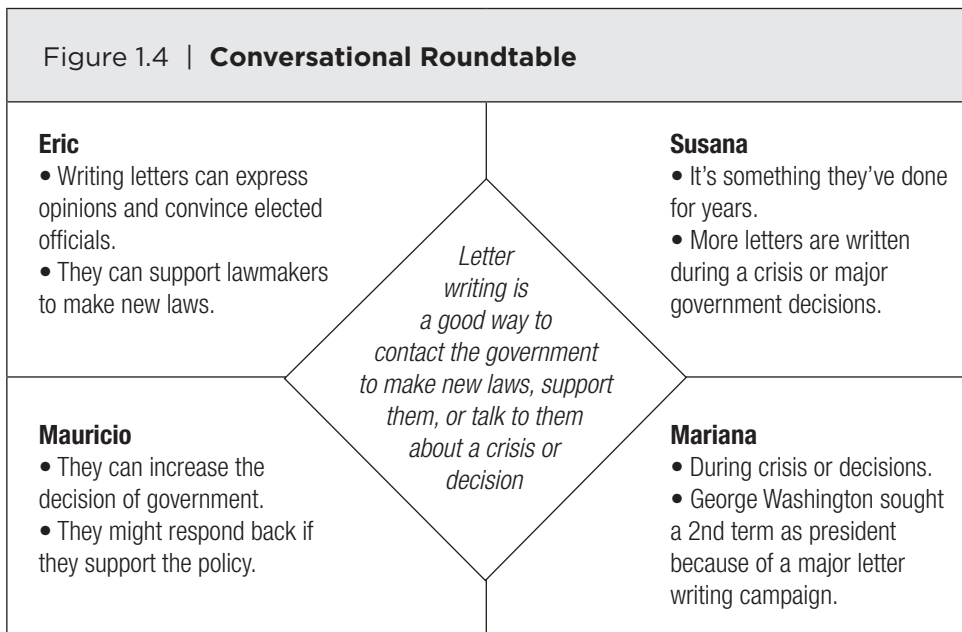 Figure 1.4 | Conversational Roundtable
Eric
• Writing letters can express
opinions and convince elected
officials.
• They can support lawmakers
to make new laws.
Susana
• It's something they've done
for years.
• More letters are written
during a crisis or major
government decisions.
Letter
writing is
a good way to
contact the government
to make new laws, support
them, or talk to them
about a crisis or
decision
Mauricio
• They can increase the
decision of government.
• They might respond back if
they support the policy.
Mariana
• During crisis or decisions.
• George Washington sought
a 2nd term as president
because of a major letter
writing campaign.